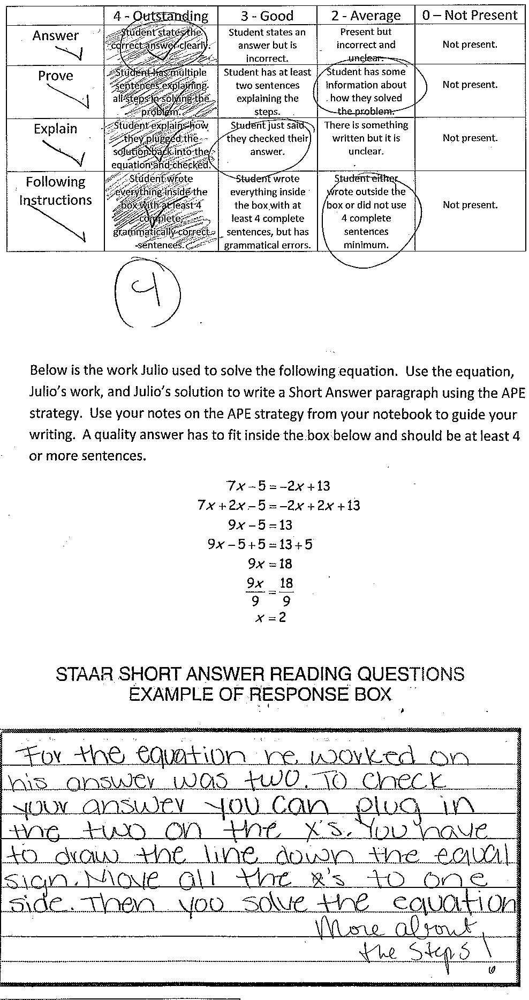 4 - Outstanding 3 - Good 2 - Average 0 – Not Present
Answer
Student states the
correct answer clearly.
Student states an
answer but is
incorrect.
Present but
incorrect and
unclear.
Not present.
Prove
Student has multiple
sentences explaining
all steps in solving the
problem.
Student has at least
two sentences
explaining the
steps.
Student has some
information about
how they solved
the problem.
Not present.
Explain
Student explains how
they plugged the
solution back into the
equation and checked.
Student just said
they checked their
answer.
There is something
written but it is
unclear.
Not present.
Following
Instructions
Student wrote
everything inside the
box with at least 4
complete,
grammatically correct
sentences.
Student wrote
everything inside
the box with at
least 4 complete
sentences, but has
grammatical errors.
Student either
wrote outside the
box or did not use
4 complete
sentences
minimum.
Not present.
4
Below is the work Julio used to solve the following equation. Use the equation,
Julio's work, and Julio's solution to write a Short Answer paragraph using the APE
strategy. Use your notes on the APE strategy from your notebook to guide your
writing. A quality answer has to fit inside the box below and should be at least 4
or more sentences.
7x – 5 = –2x + 13
7x + 2x – 5 = –2x + 2x + 13
9x – 5 = 13
9x – 5 + 5 = 13 + 5
9x = 18
9x/9 = 18/9
x = 2
STAAR SHORT ANSWER READING QUESTIONS
EXAMPLE OF RESPONSE BOX
For the equation he worked on
his answer was two. To check
your answer you can plug in
the two on the x's. You have
to draw the line down the equal
sign. Move all the x's to one
side. Then you solve the equation
More about
the steps!